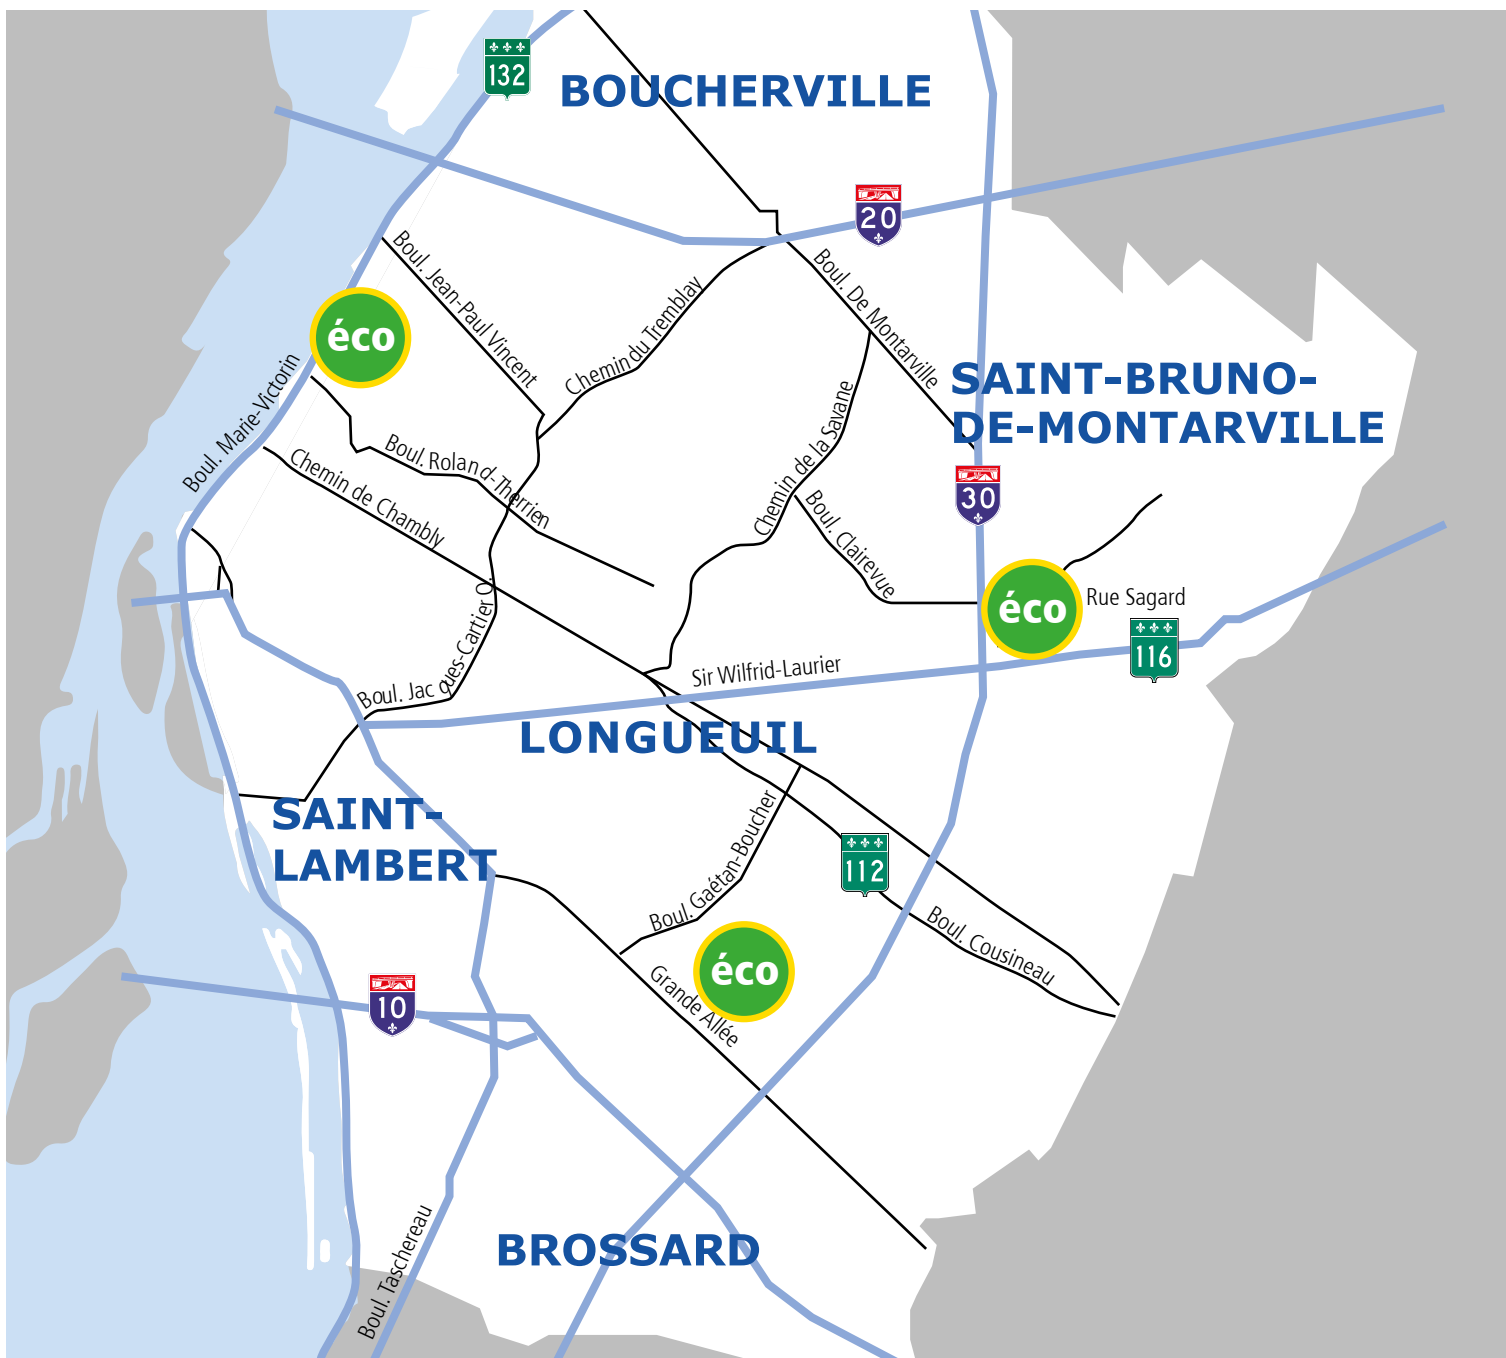 132
BOUCHERVILLE
20
Boul. Jean-Paul Vincent
Chemin du Tremblay
Boul. De Montarville
éco
Boul. Marie-Victorin
SAINT-BRUNO-
DE-MONTARVILLE
Boul. Roland-Therrien
Chemin de Chambly
Chemin de la Savane
Boul. Clairevue
30
éco
Rue Sagard
116
Boul. Jacques-Cartier O.
Sir Wilfrid-Laurier
LONGUEUIL
SAINT-
LAMBERT
Boul. Gaétan-Boucher
112
Boul. Cousineau
éco
Grande Allée
10
BROSSARD
Boul. Taschereau